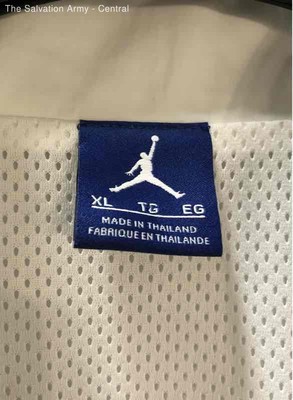 The Salvation Army - Central
XL TG EG
MADE IN THAILAND
FABRIQUE EN THAILANDE